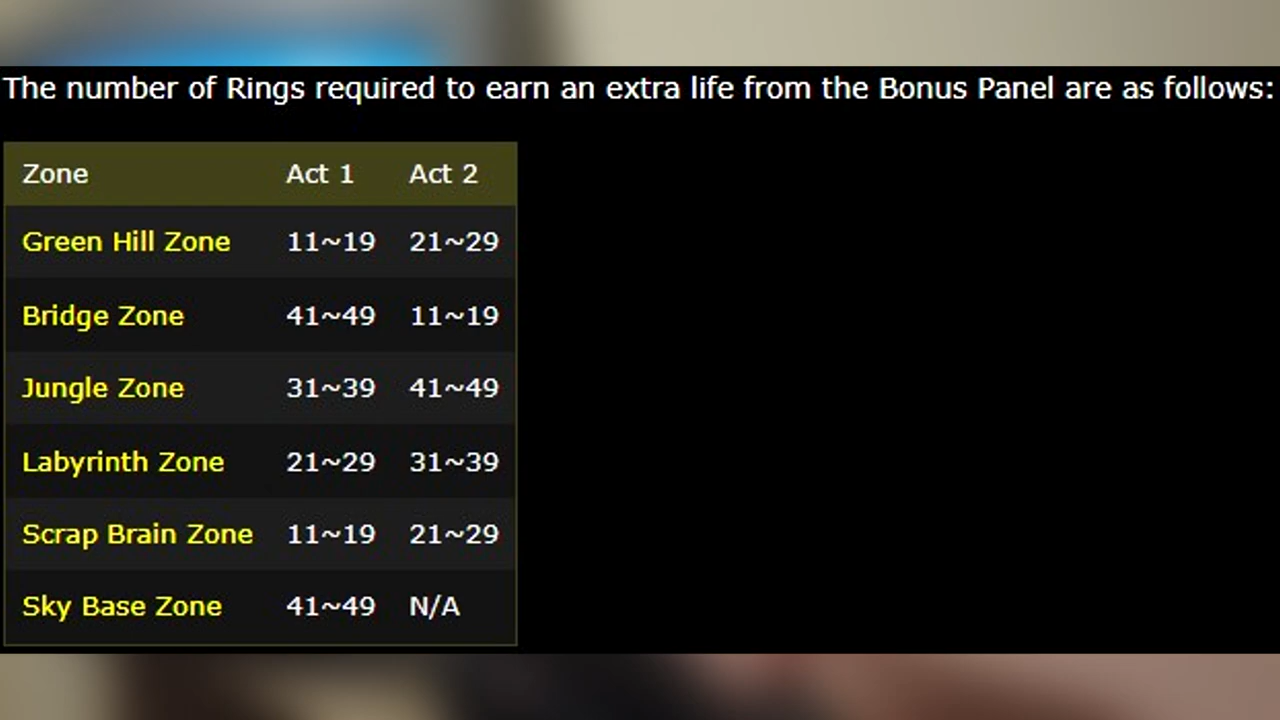 The number of Rings required to earn an extra life from the Bonus Panel are as follows:
Zone Act 1 Act 2
Green Hill Zone 11~19 21~29
Bridge Zone 41~49 11~19
Jungle Zone 31~39 41~49
Labyrinth Zone 21~29 31~39
Scrap Brain Zone 11~19 21~29
Sky Base Zone 41~49 N/A